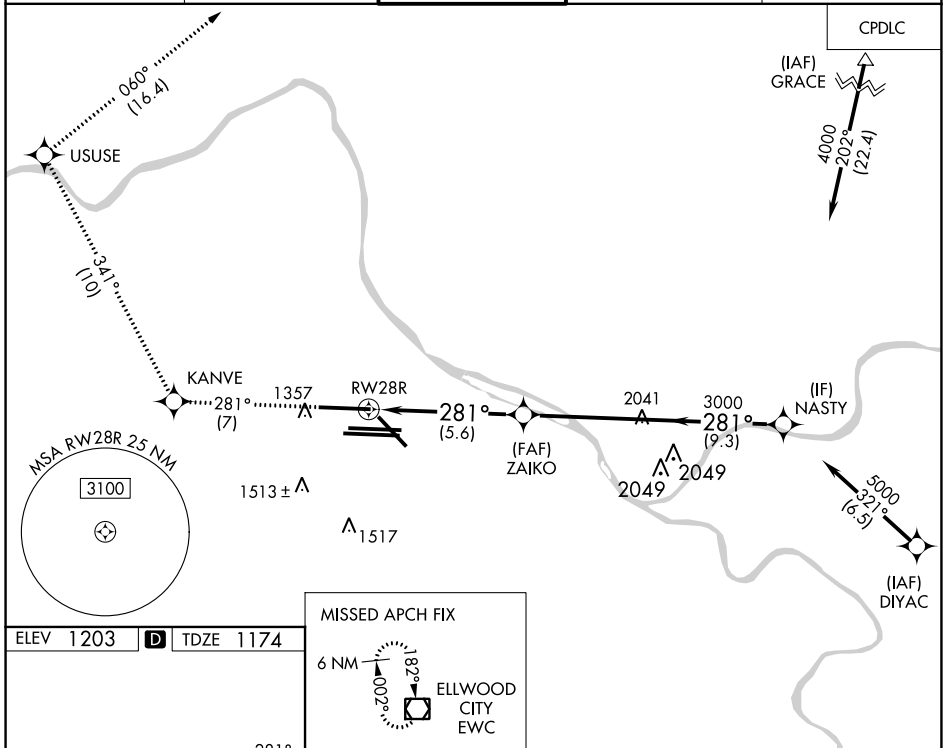 CPDLC
(IAF)
GRACE
4000
202°
(22.4)
060°
(16.4)
USUSE
341°
(10)
KANVE
281°
(7)
1357
RW28R
281°
(5.6)
(FAF)
ZAIKO
2041
3000
281°
(9.3)
(IF)
NASTY
2049
2049
5000
321°
(6.5)
(IAF)
DIYAC
MSA RW28R 25 NM
3100
1513 ±
1517
ELEV 1203 D TDZE 1174
MISSED APCH FIX
6 NM
182°
002°
ELLWOOD
CITY
EWC